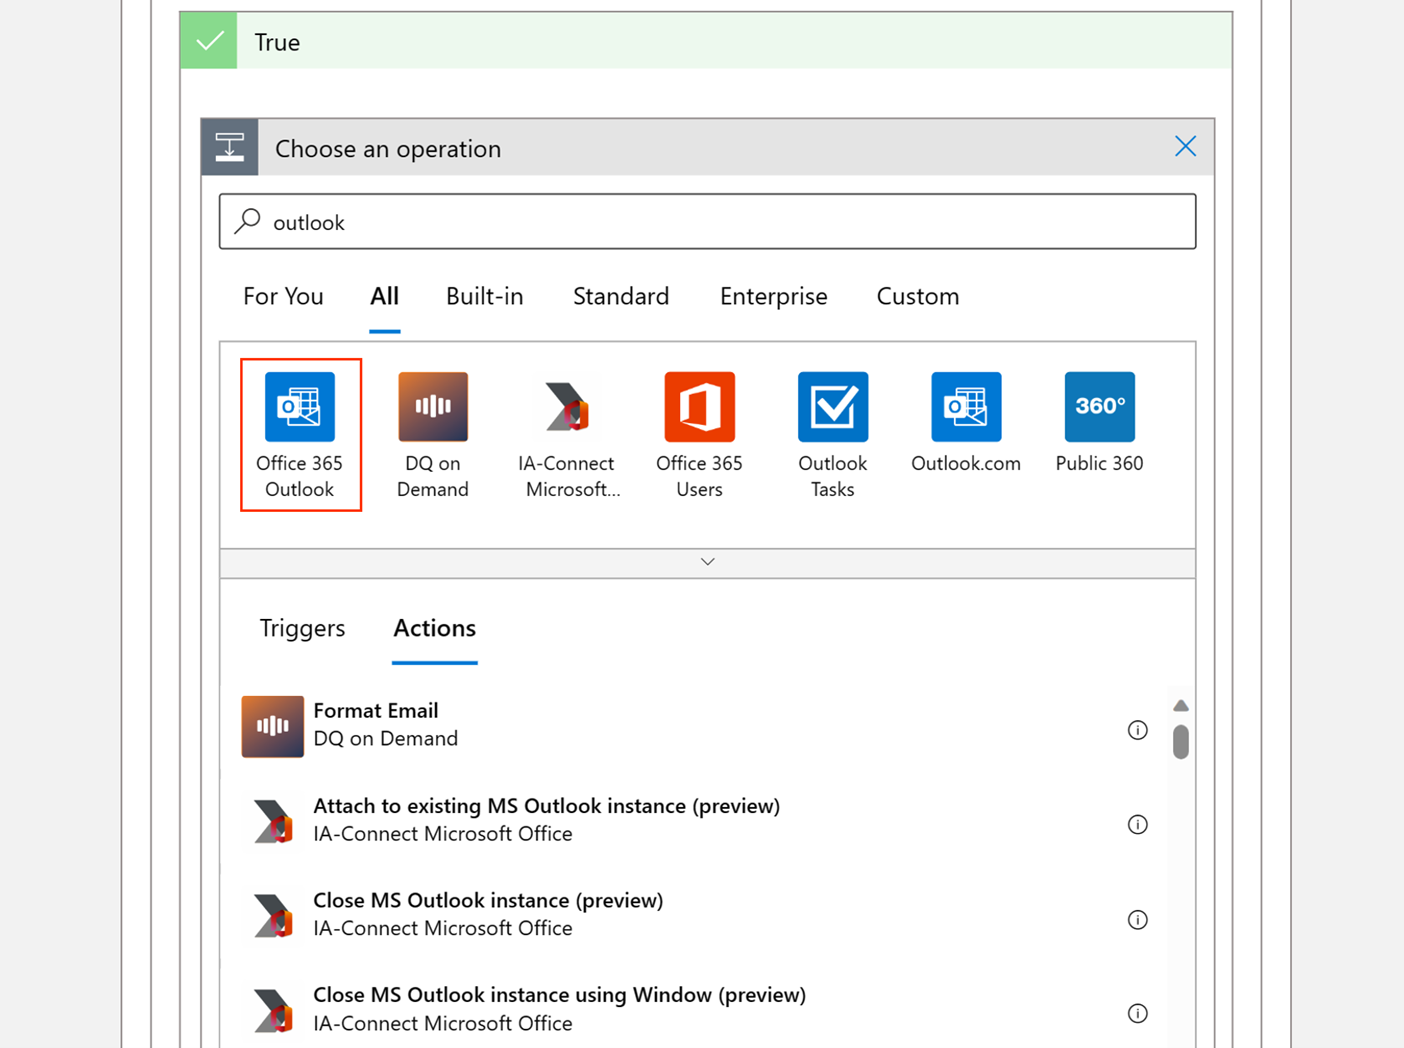 True
Choose an operation
outlook
For You All Built-in Standard Enterprise Custom
Office 365
Outlook
DQ on
Demand
IA-Connect
Microsoft...
Office 365
Users
Outlook
Tasks
Outlook.com
360°
Public 360
Triggers Actions
Format Email
DQ on Demand
Attach to existing MS Outlook instance (preview)
IA-Connect Microsoft Office
Close MS Outlook instance (preview)
IA-Connect Microsoft Office
Close MS Outlook instance using Window (preview)
IA-Connect Microsoft Office